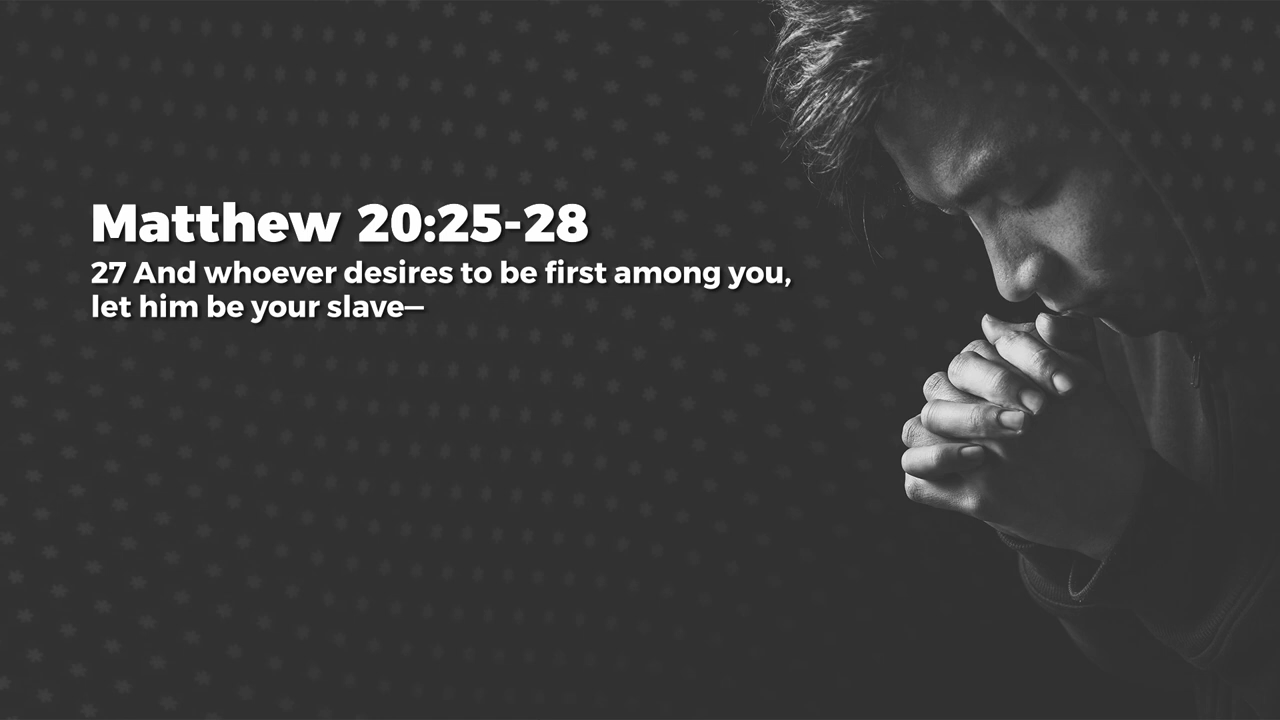 Matthew 20:25-28
27 And whoever desires to be first among you,
let him be your slave—